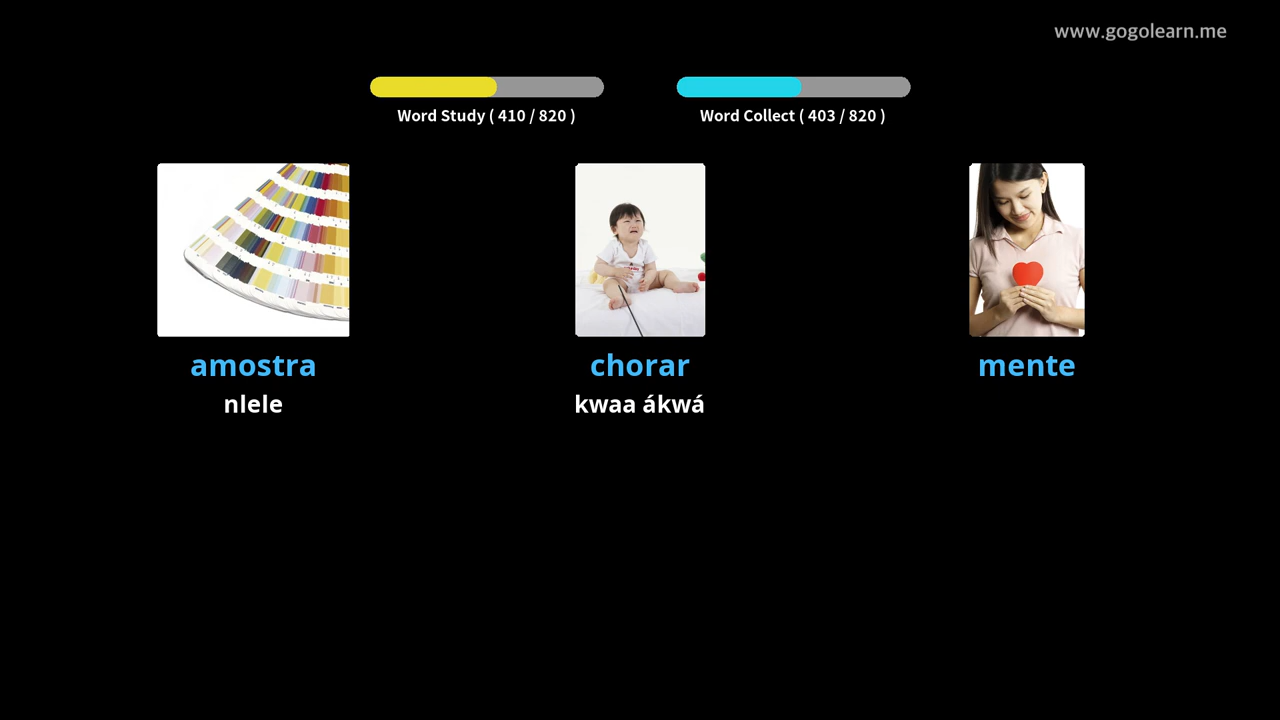 www.gogolearn.me
Word Study ( 410 / 820 )
Word Collect ( 403 / 820 )
amostra
nlele
chorar
kwaa ákwá
mente